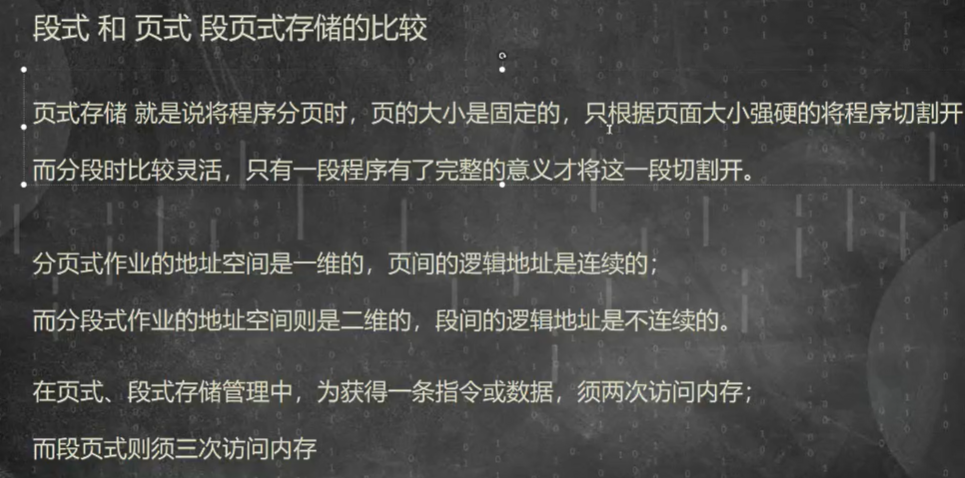 段式 和 页式 段页式存储的比较
页式存储 就是说将程序分页时，页的大小是固定的，只根据页面大小强硬的将程序切割开
而分段时比较灵活，只有一段程序有了完整的意义才将这一段切割开。
分页式作业的地址空间是一维的，页间的逻辑地址是连续的；
而分段式作业的地址空间则是二维的，段间的逻辑地址是不连续的。
在页式、段式存储管理中，为获得一条指令或数据，须两次访问内存；
而段页式则须三次访问内存